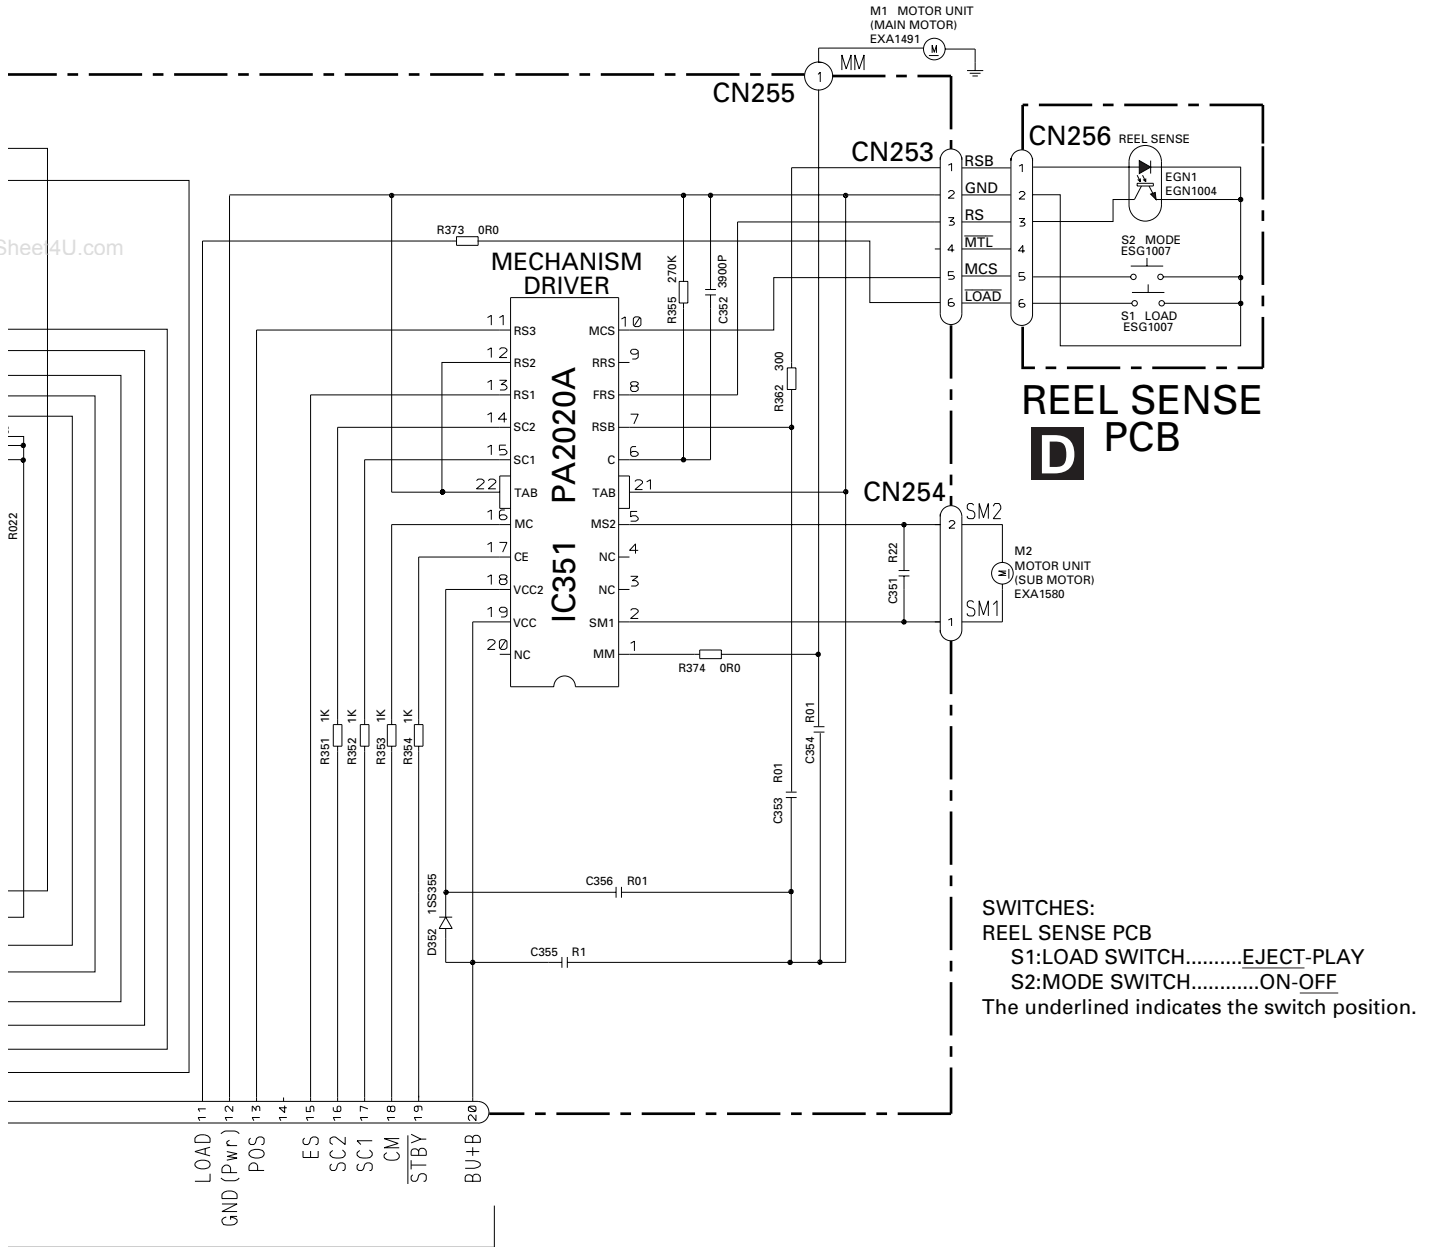 M1 MOTOR UNIT
(MAIN MOTOR)
EXA1491
M
1
MM
CN255
CN253
1 RSB 1
2 GND 2
3 RS 3
4 MTL 4
5 MCS 5
6 LOAD 6
CN256
REEL SENSE
EGN1
EGN1004
S2 MODE
ESG1007
S1 LOAD
ESG1007
REEL SENSE
D PCB
Sheet4U.com
R373 0R0
MECHANISM
DRIVER
R355 270K
C352 3900P
R362 300
PA2020A
IC351
11 RS3
12 RS2
13 RS1
14 SC2
15 SC1
22 TAB
16 MC
17 CE
18 VCC2
19 VCC
20 NC
MCS 10
RRS 9
FRS 8
RSB 7
C 6
TAB 21
MS2 5
NC 4
NC 3
SM1 2
MM 1
R374 0R0
CN254
2 SM2
1 SM1
C351 R22
M
M2
MOTOR UNIT
(SUB MOTOR)
EXA1580
R022
R351 1K
R352 1K
R353 1K
R354 1K
C354 R01
C353 R01
C356 R01
D352 1SS355
C355 R1
SWITCHES:
REEL SENSE PCB
S1:LOAD SWITCH..........EJECT-PLAY
S2:MODE SWITCH............ON-OFF
The underlined indicates the switch position.
11 12 13 14 15 16 17 18 19 20
LOAD
GND (Pwr)
POS
ES
SC2
SC1
CM
STBY
BU+B